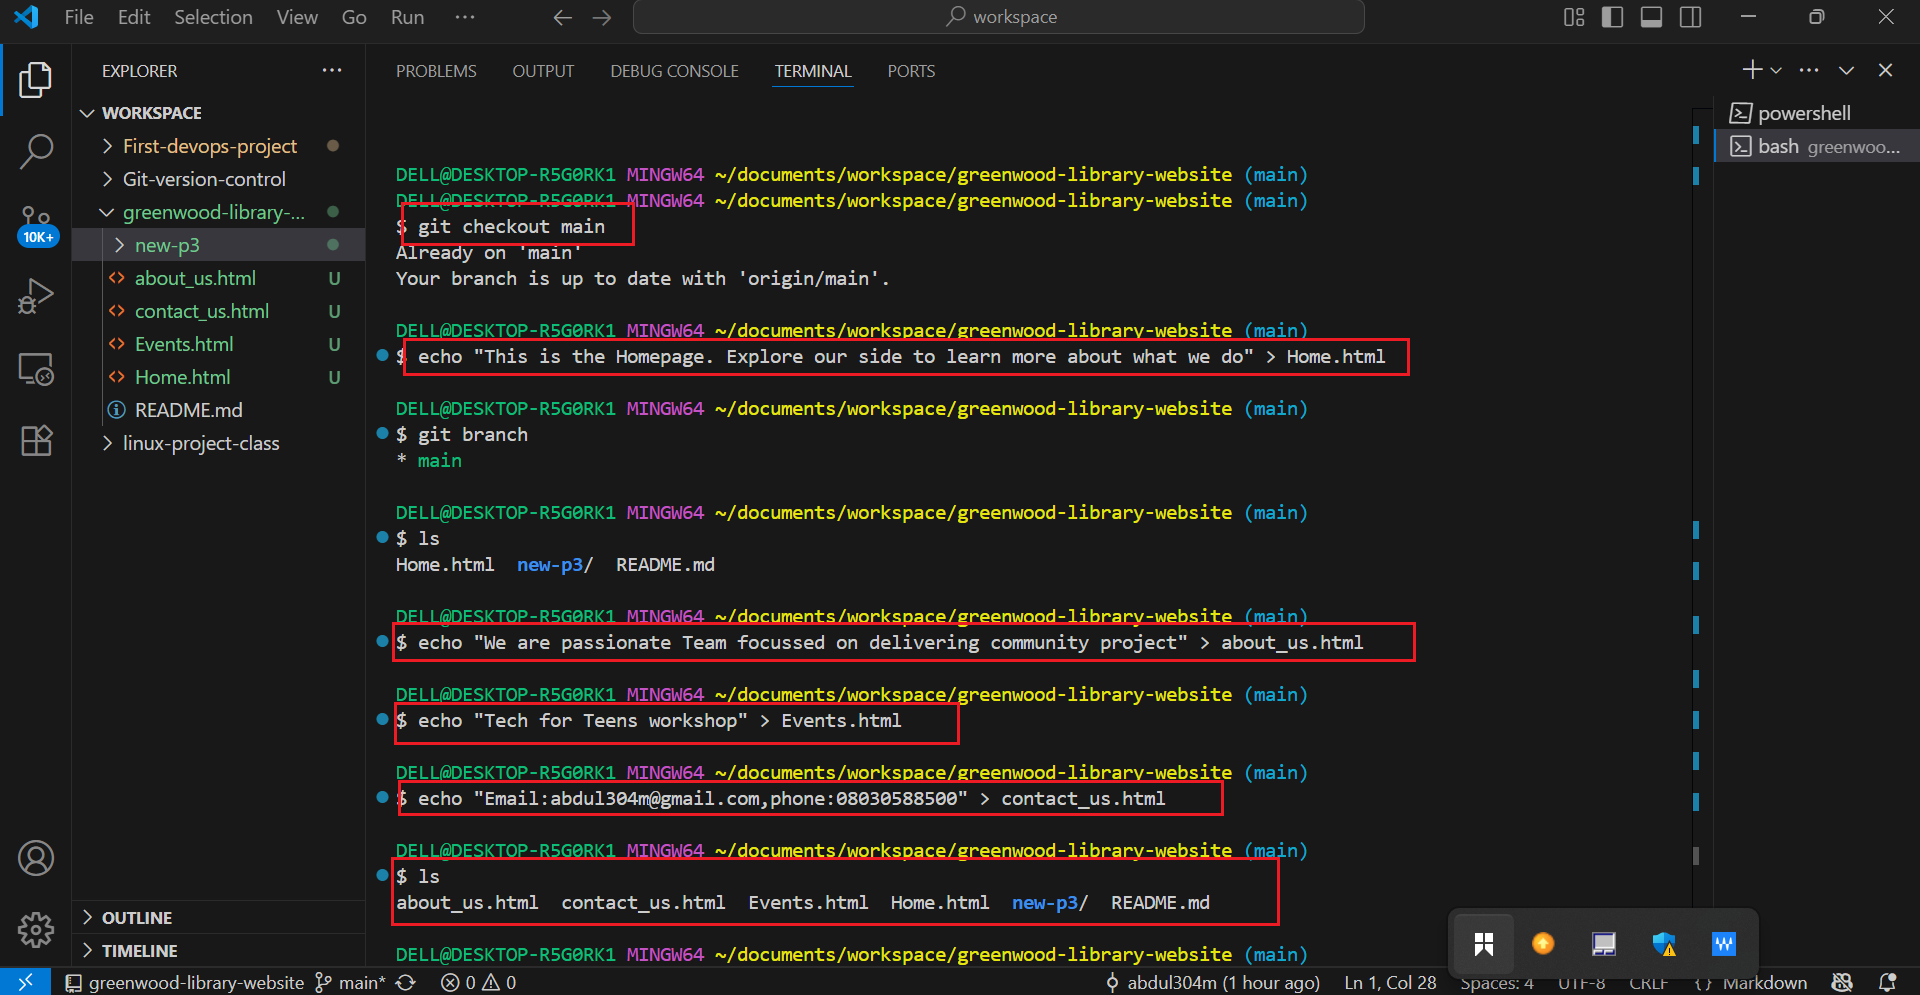 File Edit Selection View Go Run ···
workspace
EXPLORER
WORKSPACE
First-devops-project
Git-version-control
greenwood-library-...
new-p3
about_us.html U
contact_us.html U
Events.html U
Home.html U
README.md
linux-project-class
OUTLINE
TIMELINE
10K+
PROBLEMS OUTPUT DEBUG CONSOLE TERMINAL PORTS
DELL@DESKTOP-R5G0RK1 MINGW64 ~/documents/workspace/greenwood-library-website (main)
DELL@DESKTOP-R5G0RK1 MINGW64 ~/documents/workspace/greenwood-library-website (main)
$ git checkout main
Already on 'main'
Your branch is up to date with 'origin/main'.
DELL@DESKTOP-R5G0RK1 MINGW64 ~/documents/workspace/greenwood-library-website (main)
$ echo "This is the Homepage. Explore our side to learn more about what we do" > Home.html
DELL@DESKTOP-R5G0RK1 MINGW64 ~/documents/workspace/greenwood-library-website (main)
$ git branch
* main
DELL@DESKTOP-R5G0RK1 MINGW64 ~/documents/workspace/greenwood-library-website (main)
$ ls
Home.html new-p3/ README.md
DELL@DESKTOP-R5G0RK1 MINGW64 ~/documents/workspace/greenwood-library-website (main)
$ echo "We are passionate Team focussed on delivering community project" > about_us.html
DELL@DESKTOP-R5G0RK1 MINGW64 ~/documents/workspace/greenwood-library-website (main)
$ echo "Tech for Teens workshop" > Events.html
DELL@DESKTOP-R5G0RK1 MINGW64 ~/documents/workspace/greenwood-library-website (main)
$ echo "Email:abdul304m@gmail.com,phone:08030588500" > contact_us.html
DELL@DESKTOP-R5G0RK1 MINGW64 ~/documents/workspace/greenwood-library-website (main)
$ ls
about_us.html contact_us.html Events.html Home.html new-p3/ README.md
DELL@DESKTOP-R5G0RK1 MINGW64 ~/documents/workspace/greenwood-library-website (main)
powershell
bash greenwoo...
greenwood-library-website main* 0 0 abdul304m (1 hour ago) Ln 1, Col 28 Spaces: 4 UTF-8 CRLF {} Markdown